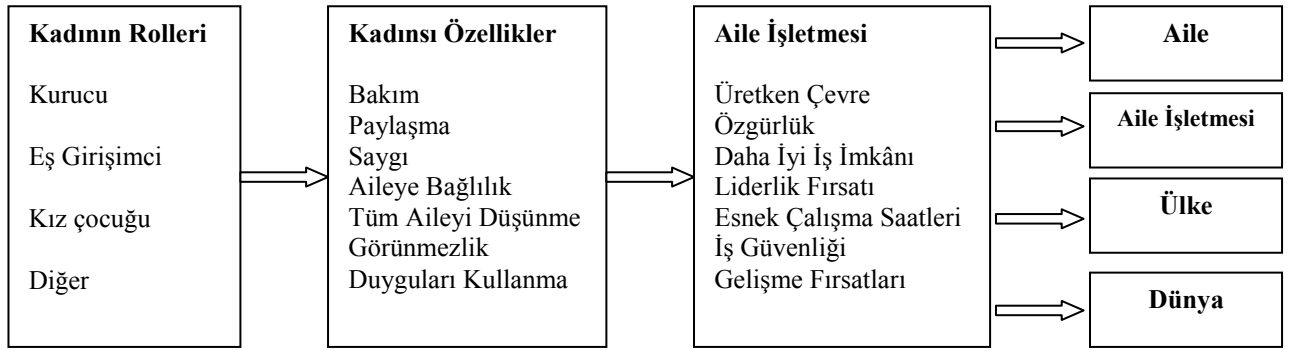 Kadının Rolleri
Kurucu
Eş Girişimci
Kız çocuğu
Diğer
Kadınsı Özellikler
Bakım
Paylaşma
Saygı
Aileye Bağlılık
Tüm Aileyi Düşünme
Görünmezlik
Duyguları Kullanma
Aile İşletmesi
Üretken Çevre
Özgürlük
Daha İyi İş İmkânı
Liderlik Fırsatı
Esnek Çalışma Saatleri
İş Güvenliği
Gelişme Fırsatları
Aile
Aile İşletmesi
Ülke
Dünya